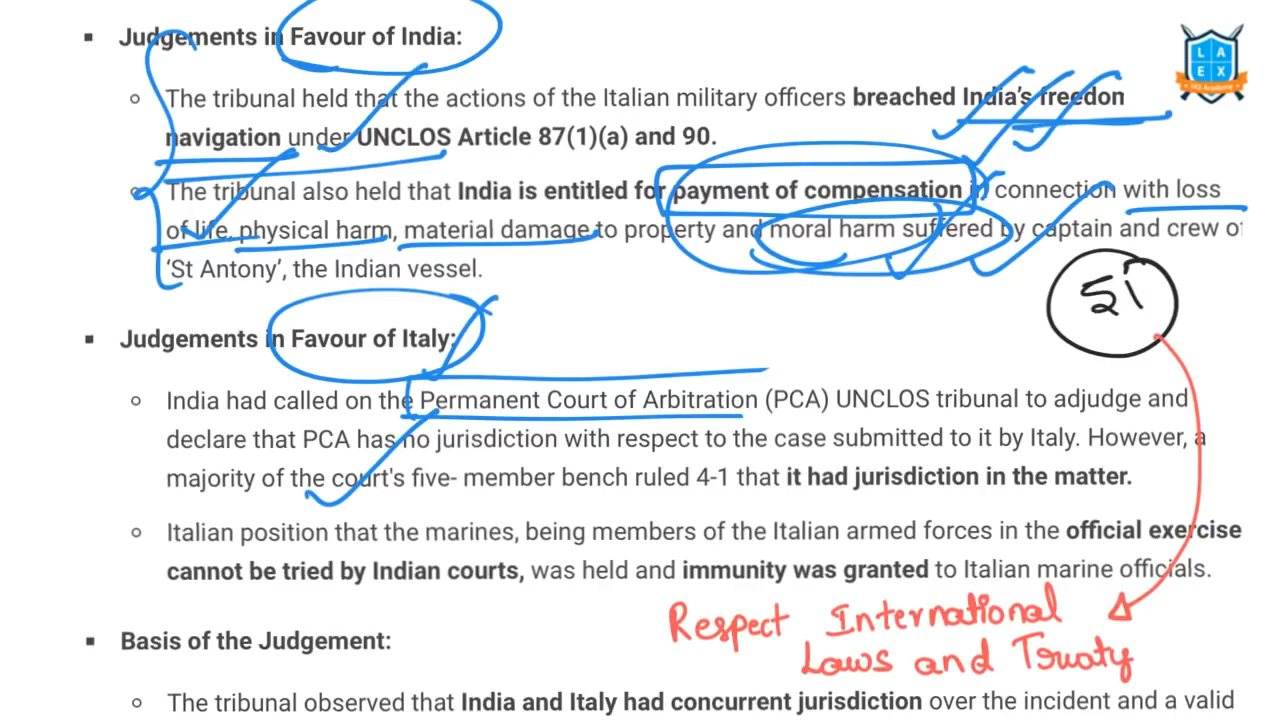 Judgements in Favour of India:
The tribunal held that the actions of the Italian military officers breached India's freedon
navigation under UNCLOS Article 87(1)(a) and 90.
The tribunal also held that India is entitled for payment of compensation in connection with loss
of life, physical harm, material damage to property and moral harm suffered by captain and crew of
'St Antony', the Indian vessel.
51
Judgements in Favour of Italy:
India had called on the Permanent Court of Arbitration (PCA) UNCLOS tribunal to adjudge and
declare that PCA has no jurisdiction with respect to the case submitted to it by Italy. However, a
majority of the court's five- member bench ruled 4-1 that it had jurisdiction in the matter.
Italian position that the marines, being members of the Italian armed forces in the official exercise
cannot be tried by Indian courts, was held and immunity was granted to Italian marine officials.
Respect International
Laws and Treaty
Basis of the Judgement:
The tribunal observed that India and Italy had concurrent jurisdiction over the incident and a valid
L A
E X
IAS Academy